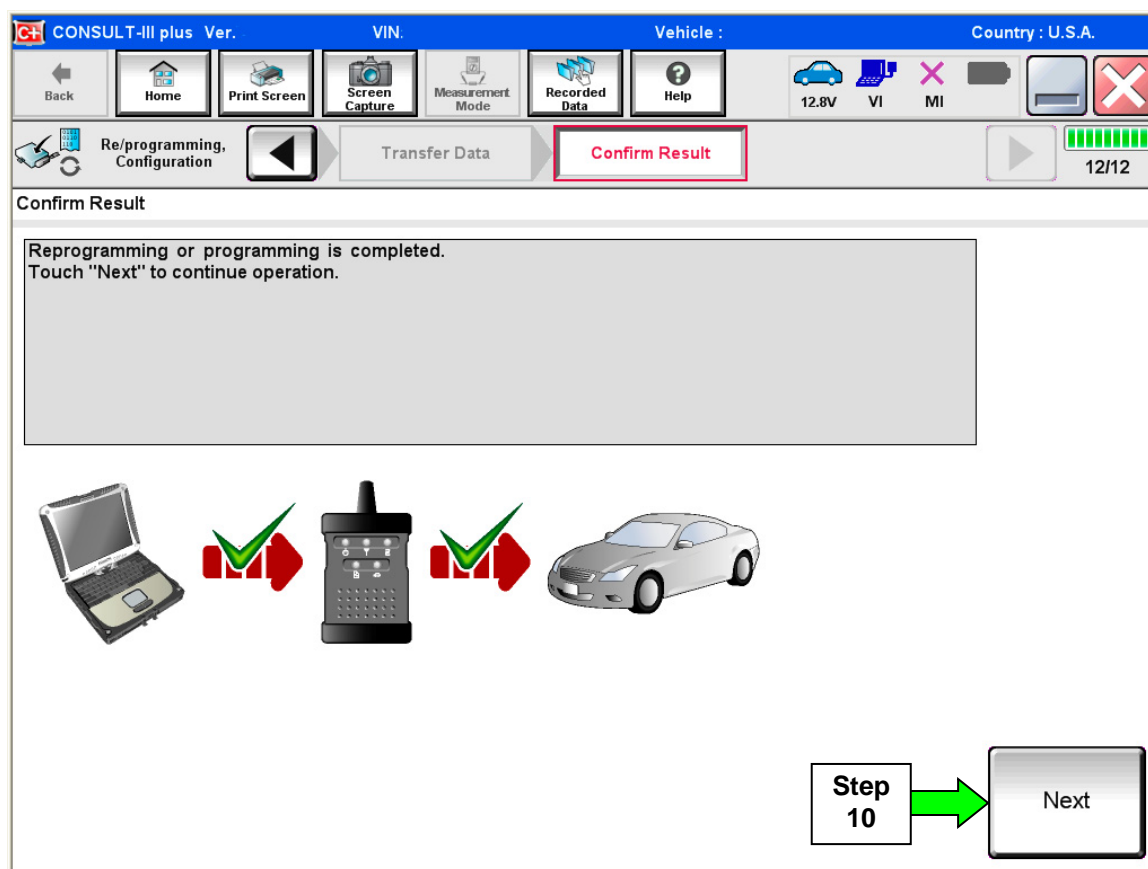 C+ CONSULT-III plus Ver. VIN: Vehicle : Country : U.S.A.
Back
Home
Print Screen
Screen
Capture
Measurement
Mode
Recorded
Data
Help
12.8V
VI
MI
Re/programming,
Configuration
Transfer Data
Confirm Result
12/12
Confirm Result
Reprogramming or programming is completed.
Touch "Next" to continue operation.
Step
10
Next